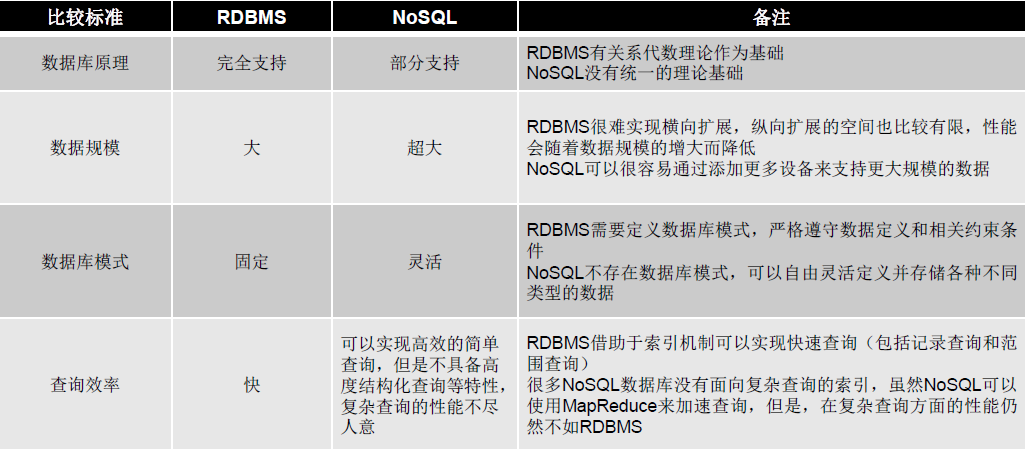 比较标准
RDBMS
NoSQL
备注
数据库原理
完全支持
部分支持
RDBMS有关系代数理论作为基础
NoSQL没有统一的理论基础
数据规模
大
超大
RDBMS很难实现横向扩展，纵向扩展的空间也比较有限，性能
会随着数据规模的增大而降低
NoSQL可以很容易通过添加更多设备来支持更大规模的数据
数据库模式
固定
灵活
RDBMS需要定义数据库模式，严格遵守数据定义和相关约束条
件
NoSQL不存在数据库模式，可以自由灵活定义并存储各种不同
类型的数据
查询效率
快
可以实现高效的简单
查询，但是不具备高
度结构化查询等特性，
复杂查询的性能不尽
人意
RDBMS借助于索引机制可以实现快速查询（包括记录查询和范
围查询）
很多NoSQL数据库没有面向复杂查询的索引，虽然NoSQL可以
使用MapReduce来加速查询，但是，在复杂查询方面的性能仍
然不如RDBMS